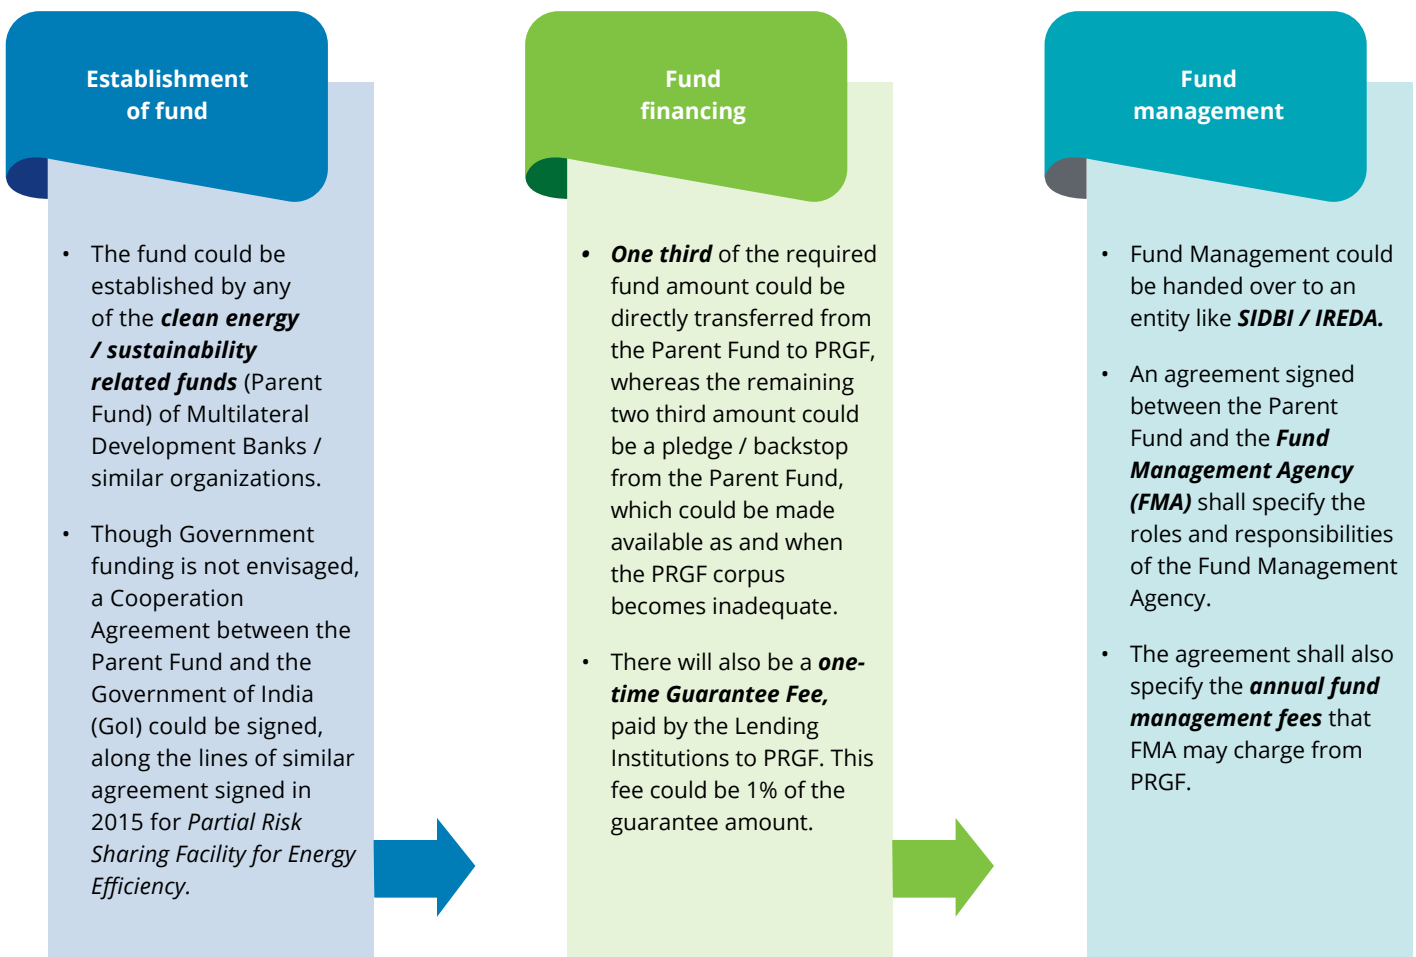 Establishment
of fund
• The fund could be
established by any
of the clean energy
/ sustainability
related funds (Parent
Fund) of Multilateral
Development Banks /
similar organizations.
• Though Government
funding is not envisaged,
a Cooperation
Agreement between the
Parent Fund and the
Government of India
(GoI) could be signed,
along the lines of similar
agreement signed in
2015 for Partial Risk
Sharing Facility for Energy
Efficiency.
Fund
financing
• One third of the required
fund amount could be
directly transferred from
the Parent Fund to PRGF,
whereas the remaining
two third amount could
be a pledge / backstop
from the Parent Fund,
which could be made
available as and when
the PRGF corpus
becomes inadequate.
• There will also be a one-
time Guarantee Fee,
paid by the Lending
Institutions to PRGF. This
fee could be 1% of the
guarantee amount.
Fund
management
• Fund Management could
be handed over to an
entity like SIDBI / IREDA.
• An agreement signed
between the Parent
Fund and the Fund
Management Agency
(FMA) shall specify the
roles and responsibilities
of the Fund Management
Agency.
• The agreement shall also
specify the annual fund
management fees that
FMA may charge from
PRGF.